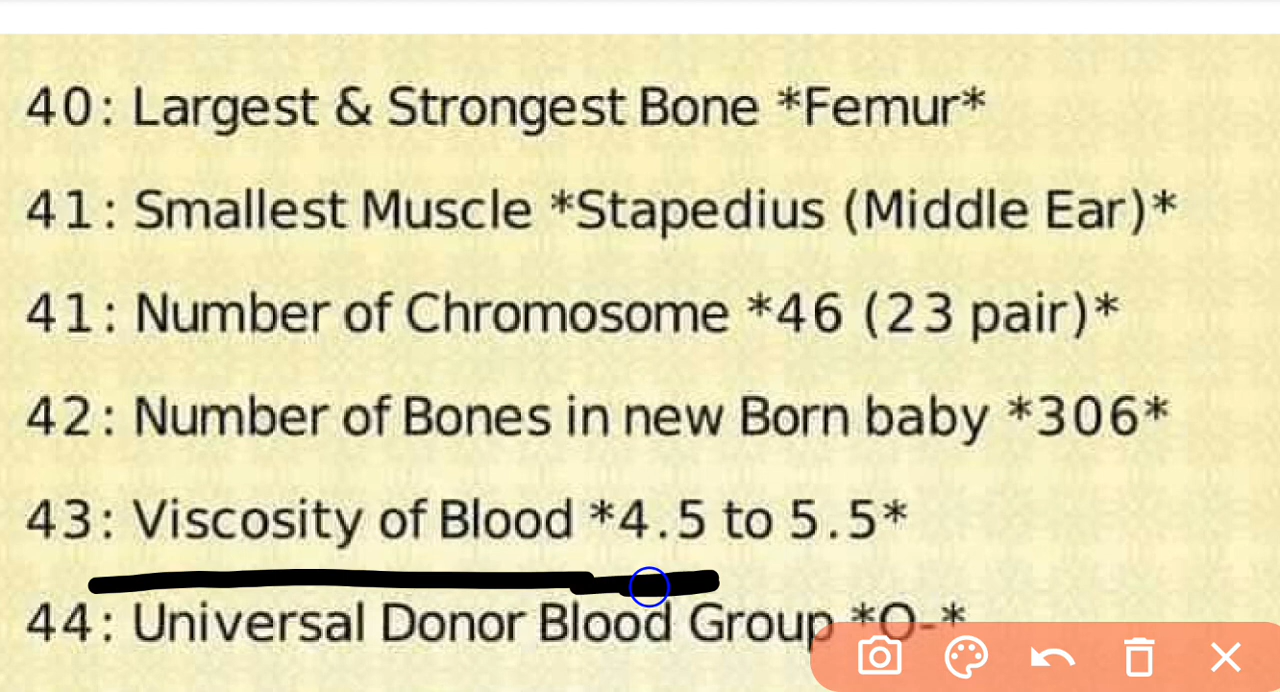 40: Largest & Strongest Bone *Femur*
41: Smallest Muscle *Stapedius (Middle Ear)*
41: Number of Chromosome *46 (23 pair)*
42: Number of Bones in new Born baby *306*
43: Viscosity of Blood *4.5 to 5.5*
44: Universal Donor Blood Group *O-*